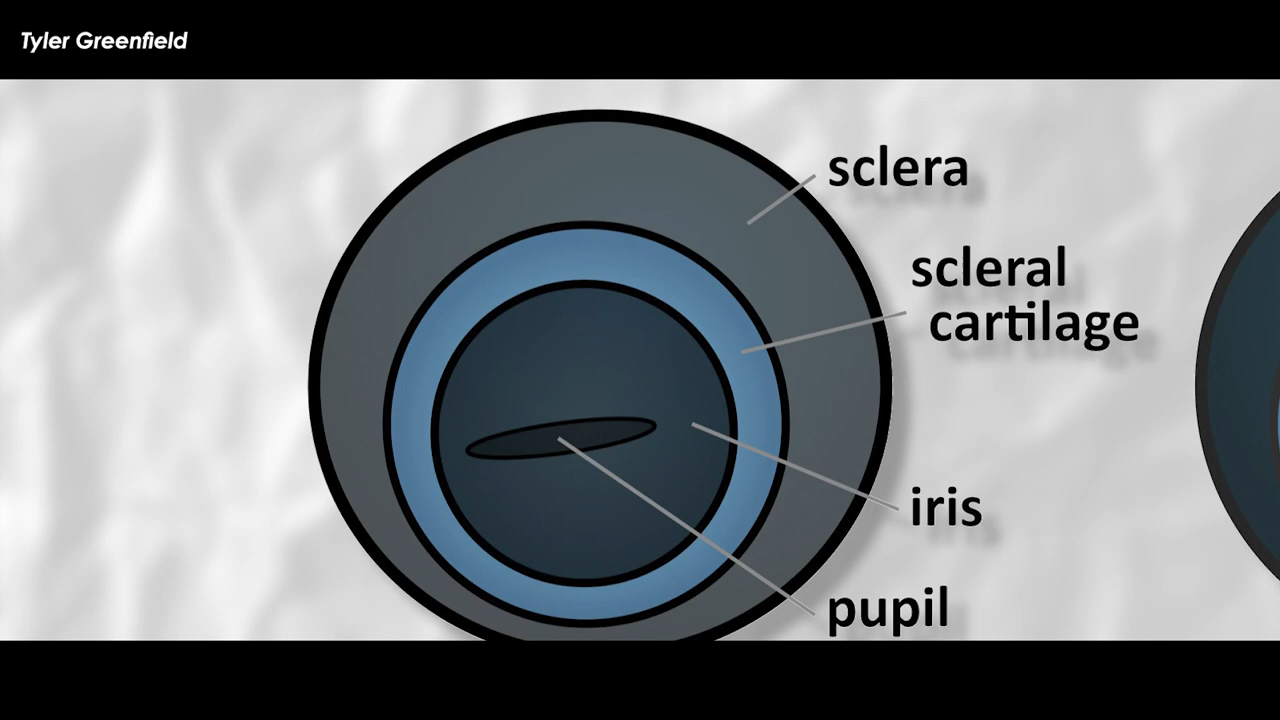 Tyler Greenfield
sclera
scleral
cartilage
iris
pupil